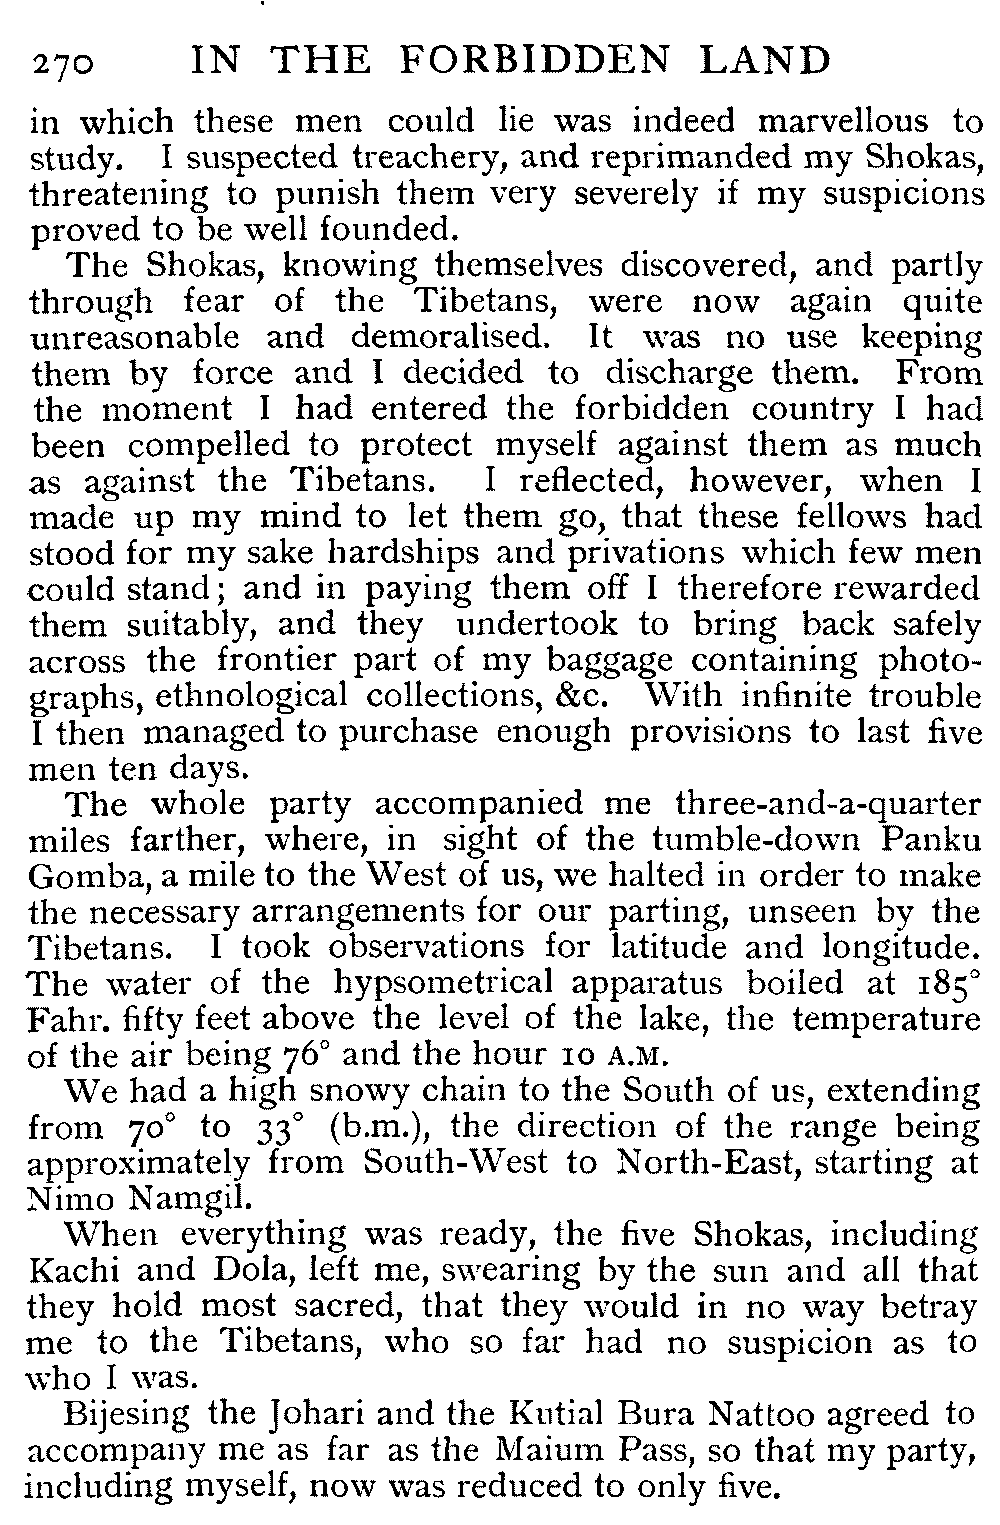 270 IN THE FORBIDDEN LAND
in which these men could lie was indeed marvellous to
study. I suspected treachery, and reprimanded my Shokas,
threatening to punish them very severely if my suspicions
proved to be well founded.
The Shokas, knowing themselves discovered, and partly
through fear of the Tibetans, were now again quite
unreasonable and demoralised. It was no use keeping
them by force and I decided to discharge them. From
the moment I had entered the forbidden country I had
been compelled to protect myself against them as much
as against the Tibetans. I reflected, however, when I
made up my mind to let them go, that these fellows had
stood for my sake hardships and privations which few men
could stand; and in paying them off I therefore rewarded
them suitably, and they undertook to bring back safely
across the frontier part of my baggage containing photo-
graphs, ethnological collections, &c. With infinite trouble
I then managed to purchase enough provisions to last five
men ten days.
The whole party accompanied me three-and-a-quarter
miles farther, where, in sight of the tumble-down Panku
Gomba, a mile to the West of us, we halted in order to make
the necessary arrangements for our parting, unseen by the
Tibetans. I took observations for latitude and longitude.
The water of the hypsometrical apparatus boiled at 185°
Fahr. fifty feet above the level of the lake, the temperature
of the air being 76° and the hour 10 A.M.
We had a high snowy chain to the South of us, extending
from 70° to 33° (b.m.), the direction of the range being
approximately from South-West to North-East, starting at
Nimo Namgil.
When everything was ready, the five Shokas, including
Kachi and Dola, left me, swearing by the sun and all that
they hold most sacred, that they would in no way betray
me to the Tibetans, who so far had no suspicion as to
who I was.
Bijesing the Johari and the Kutial Bura Nattoo agreed to
accompany me as far as the Maium Pass, so that my party,
including myself, now was reduced to only five.